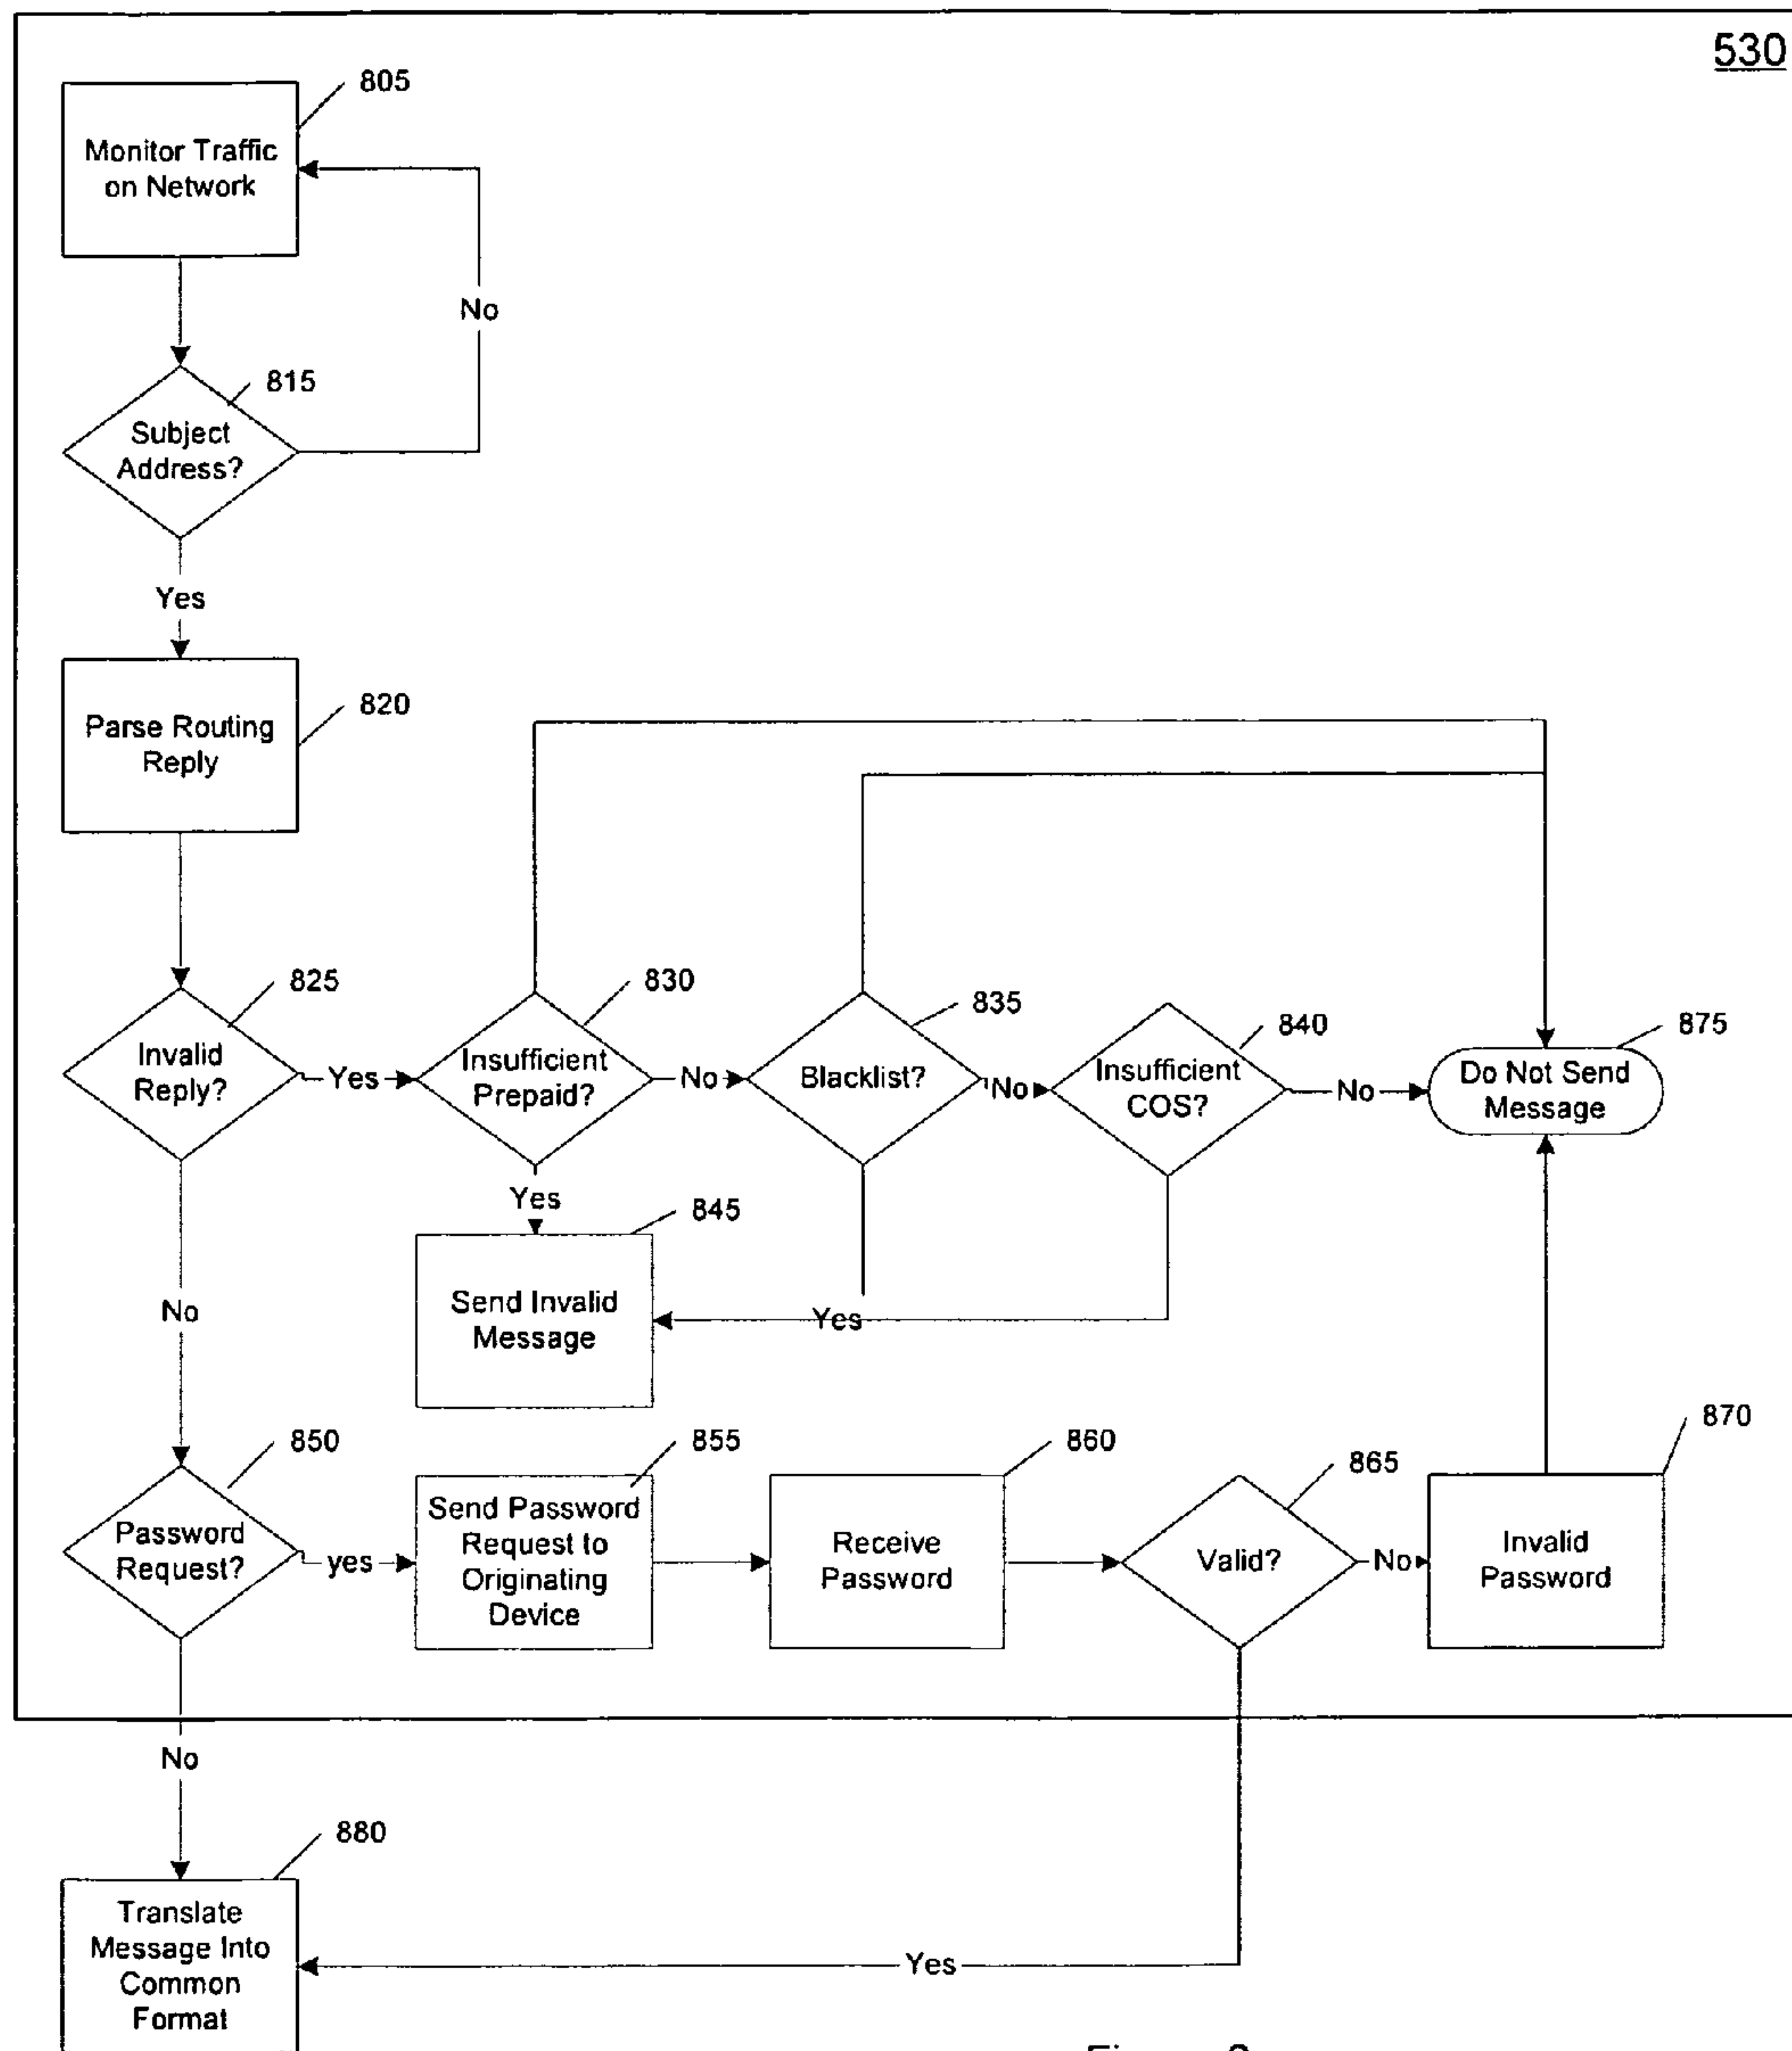 530
805
Monitor Traffic
on Network
No
815
Subject
Address?
Yes
820
Parse Routing
Reply
825
Invalid
Reply?
Yes
830
Insufficient
Prepaid?
No
835
Blacklist?
No
840
Insufficient
COS?
No
875
Do Not Send
Message
Yes
845
Send Invalid
Message
Yes
No
850
Password
Request?
yes
855
Send Password
Request to
Originating
Device
860
Receive
Password
865
Valid?
No
870
Invalid
Password
No
880
Translate
Message Into
Common
Format
Yes